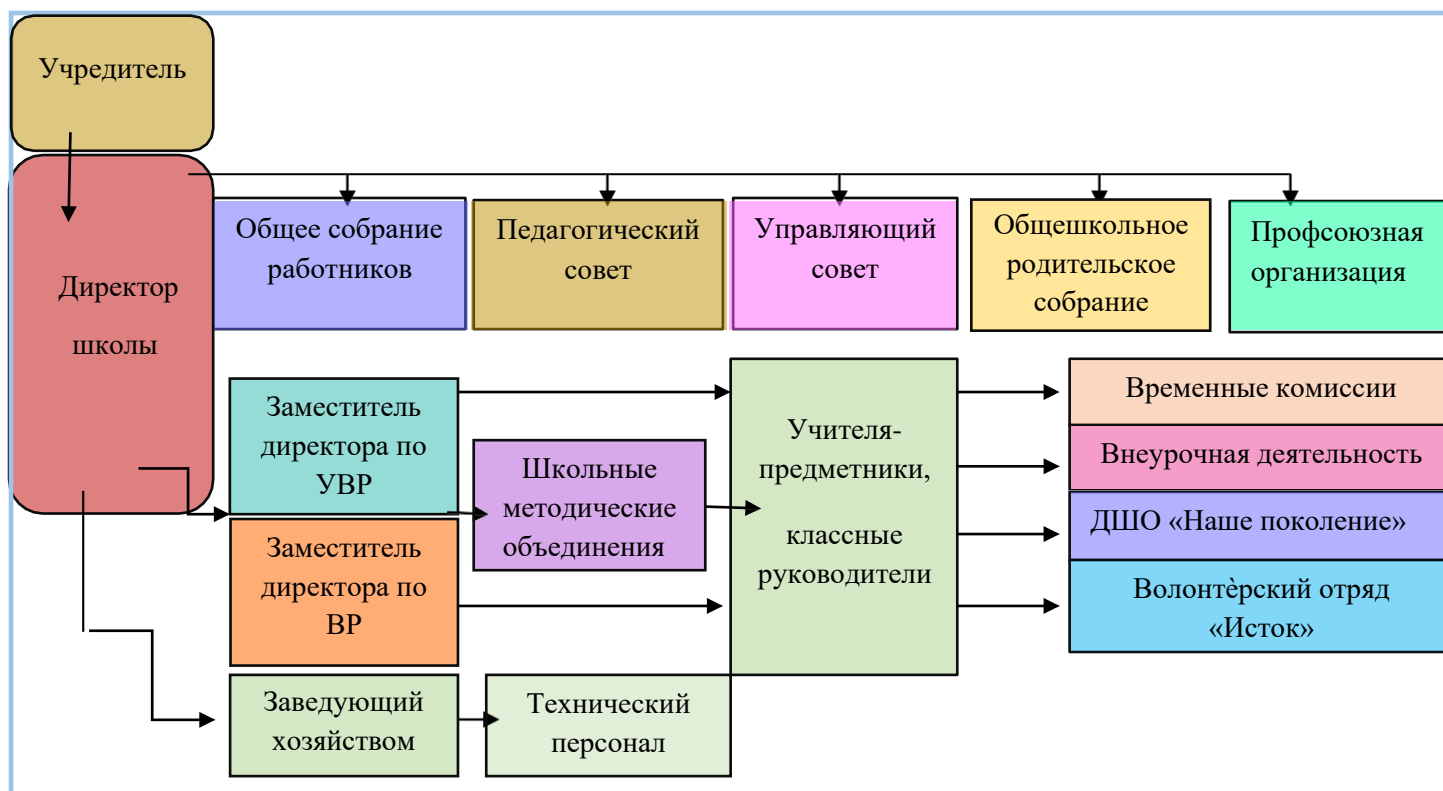 Учредитель
Директор
школы
Общее собрание
работников
Педагогический
совет
Управляющий
совет
Общешкольное
родительское
собрание
Профсоюзная
организация
Заместитель
директора по
УВР
Школьные
методические
объединения
Учителя-
предметники,
классные
руководители
Временные комиссии
Внеурочная деятельность
ДШО «Наше поколение»
Волонтѐрский отряд
«Исток»
Заместитель
директора по
ВР
Заведующий
хозяйством
Технический
персонал